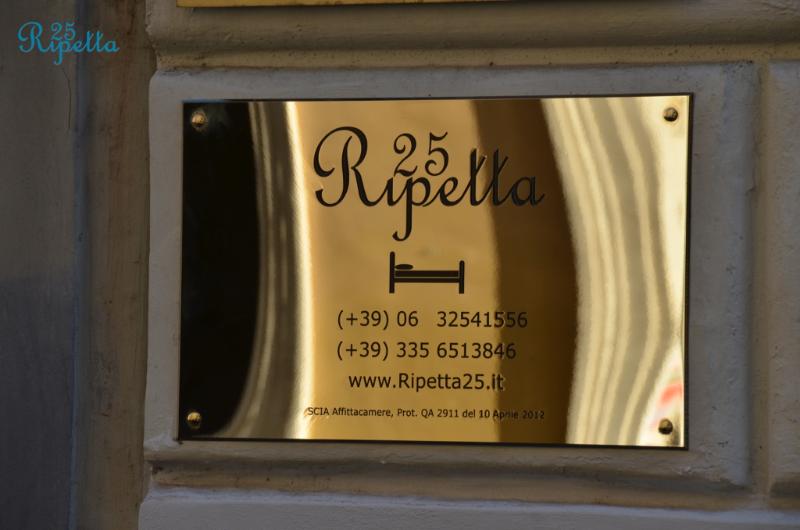 Ripetta 25
Ripetta 25
(+39) 06 32541556
(+39) 335 6513846
www.Ripetta25.it
SCIA Affittacamere, Prot. QA 2911 del 10 Aprile 2012